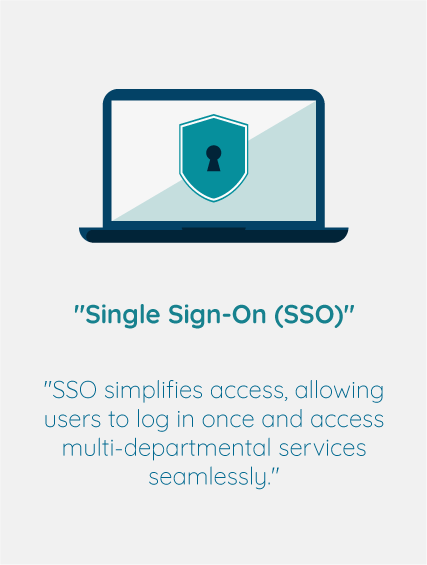 "Single Sign-On (SSO)"
"SSO simplifies access, allowing
users to log in once and access
multi-departmental services
seamlessly."